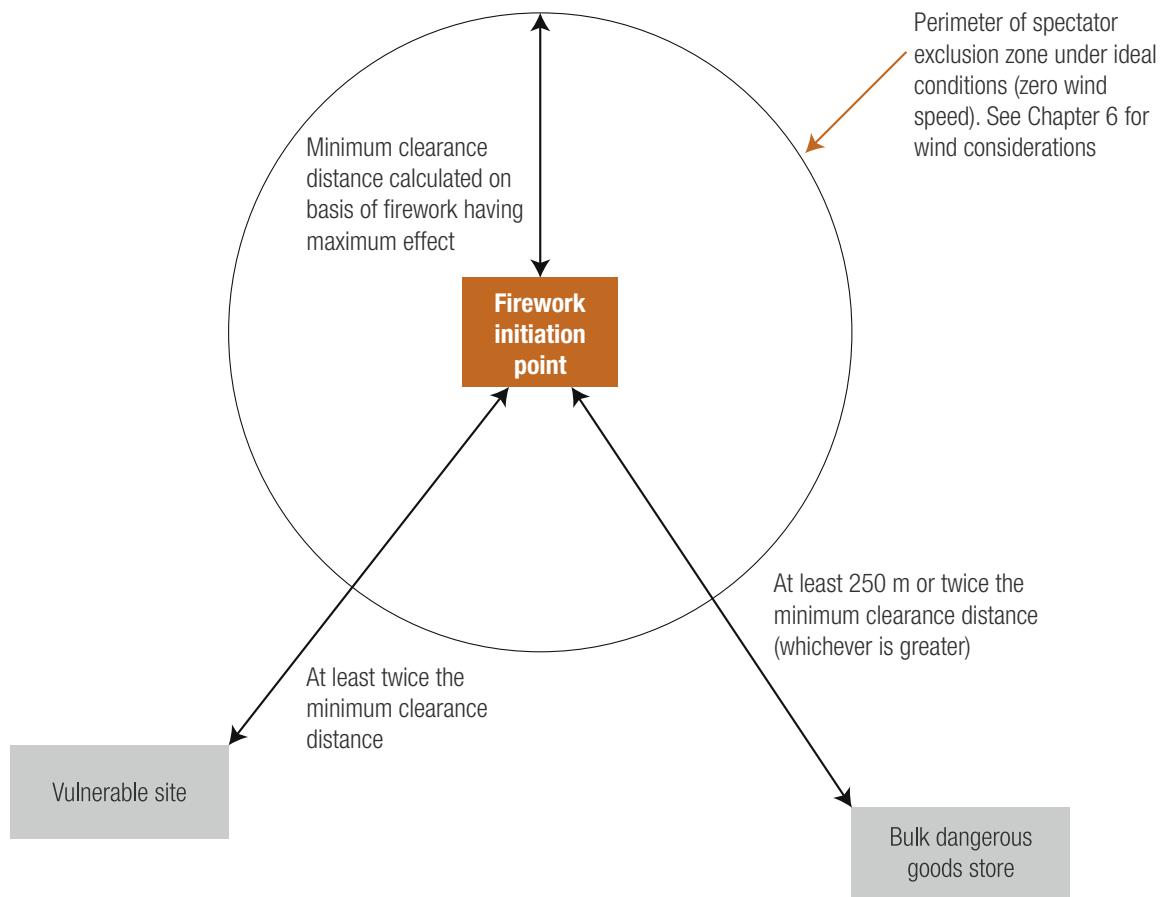 Perimeter of spectator
exclusion zone under ideal
conditions (zero wind
speed). See Chapter 6 for
wind considerations
Minimum clearance
distance calculated on
basis of firework having
maximum effect
Firework
initiation
point
At least 250 m or twice the
minimum clearance distance
(whichever is greater)
At least twice the
minimum clearance
distance
Vulnerable site
Bulk dangerous
goods store